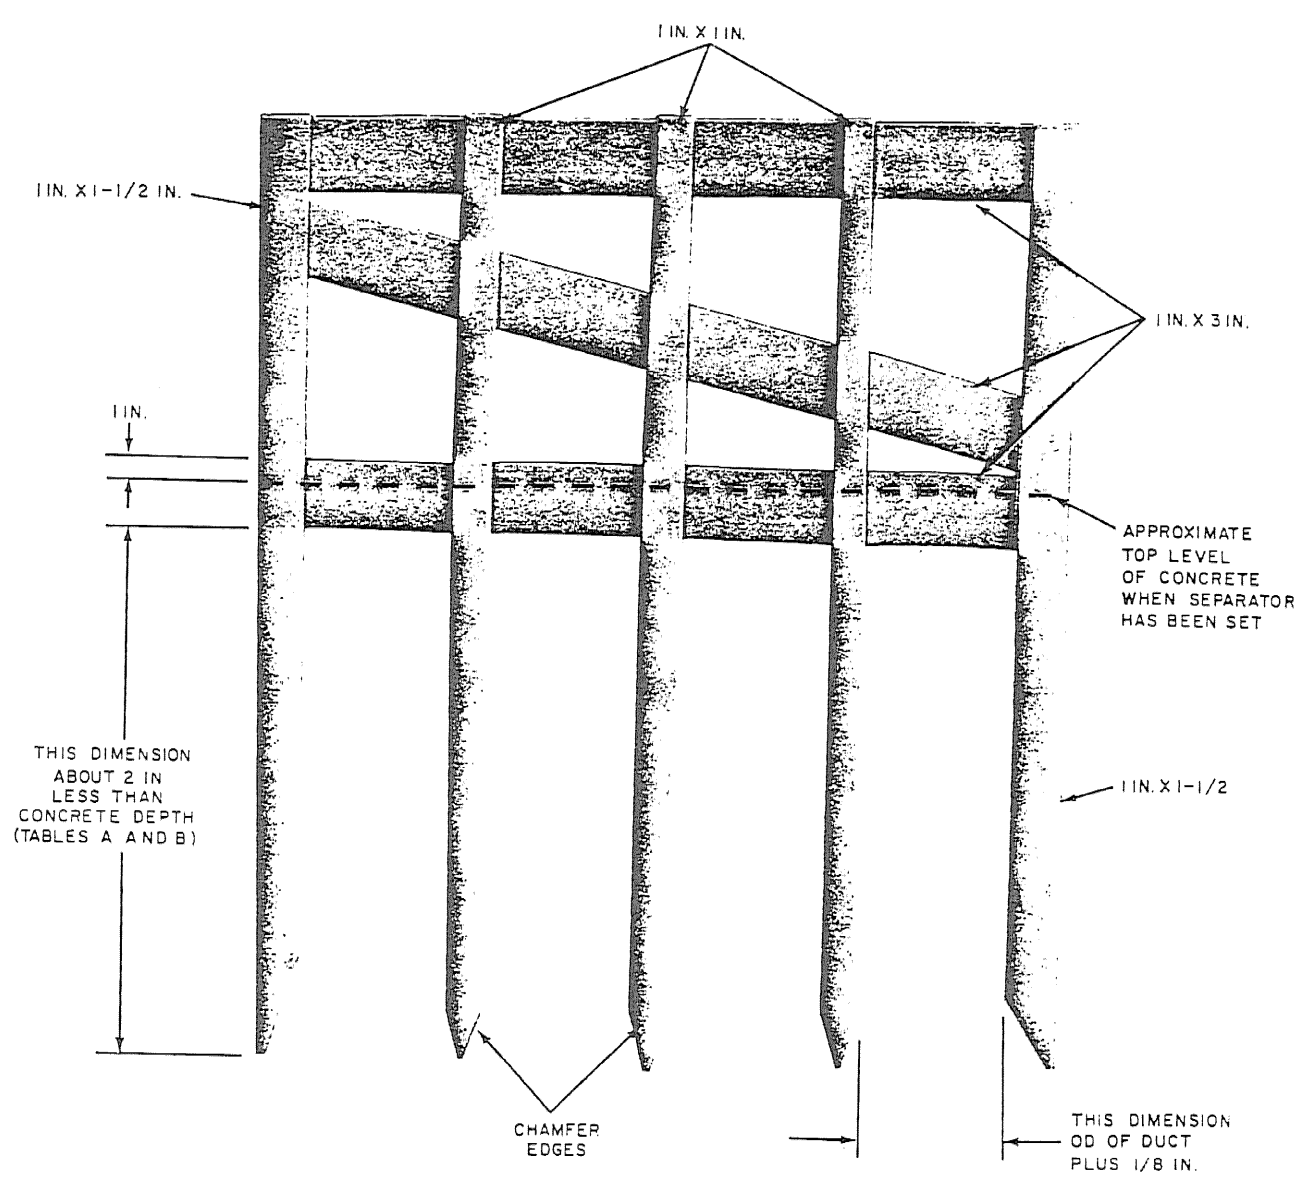 1 IN. X 1 IN.
1 IN. X 1-1/2 IN.
1 IN. X 3 IN.
1 IN.
APPROXIMATE
TOP LEVEL
OF CONCRETE
WHEN SEPARATOR
HAS BEEN SET
THIS DIMENSION
ABOUT 2 IN
LESS THAN
CONCRETE DEPTH
(TABLES A AND B)
1 IN. X 1-1/2
CHAMFER
EDGES
THIS DIMENSION
OD OF DUCT
PLUS 1/8 IN.